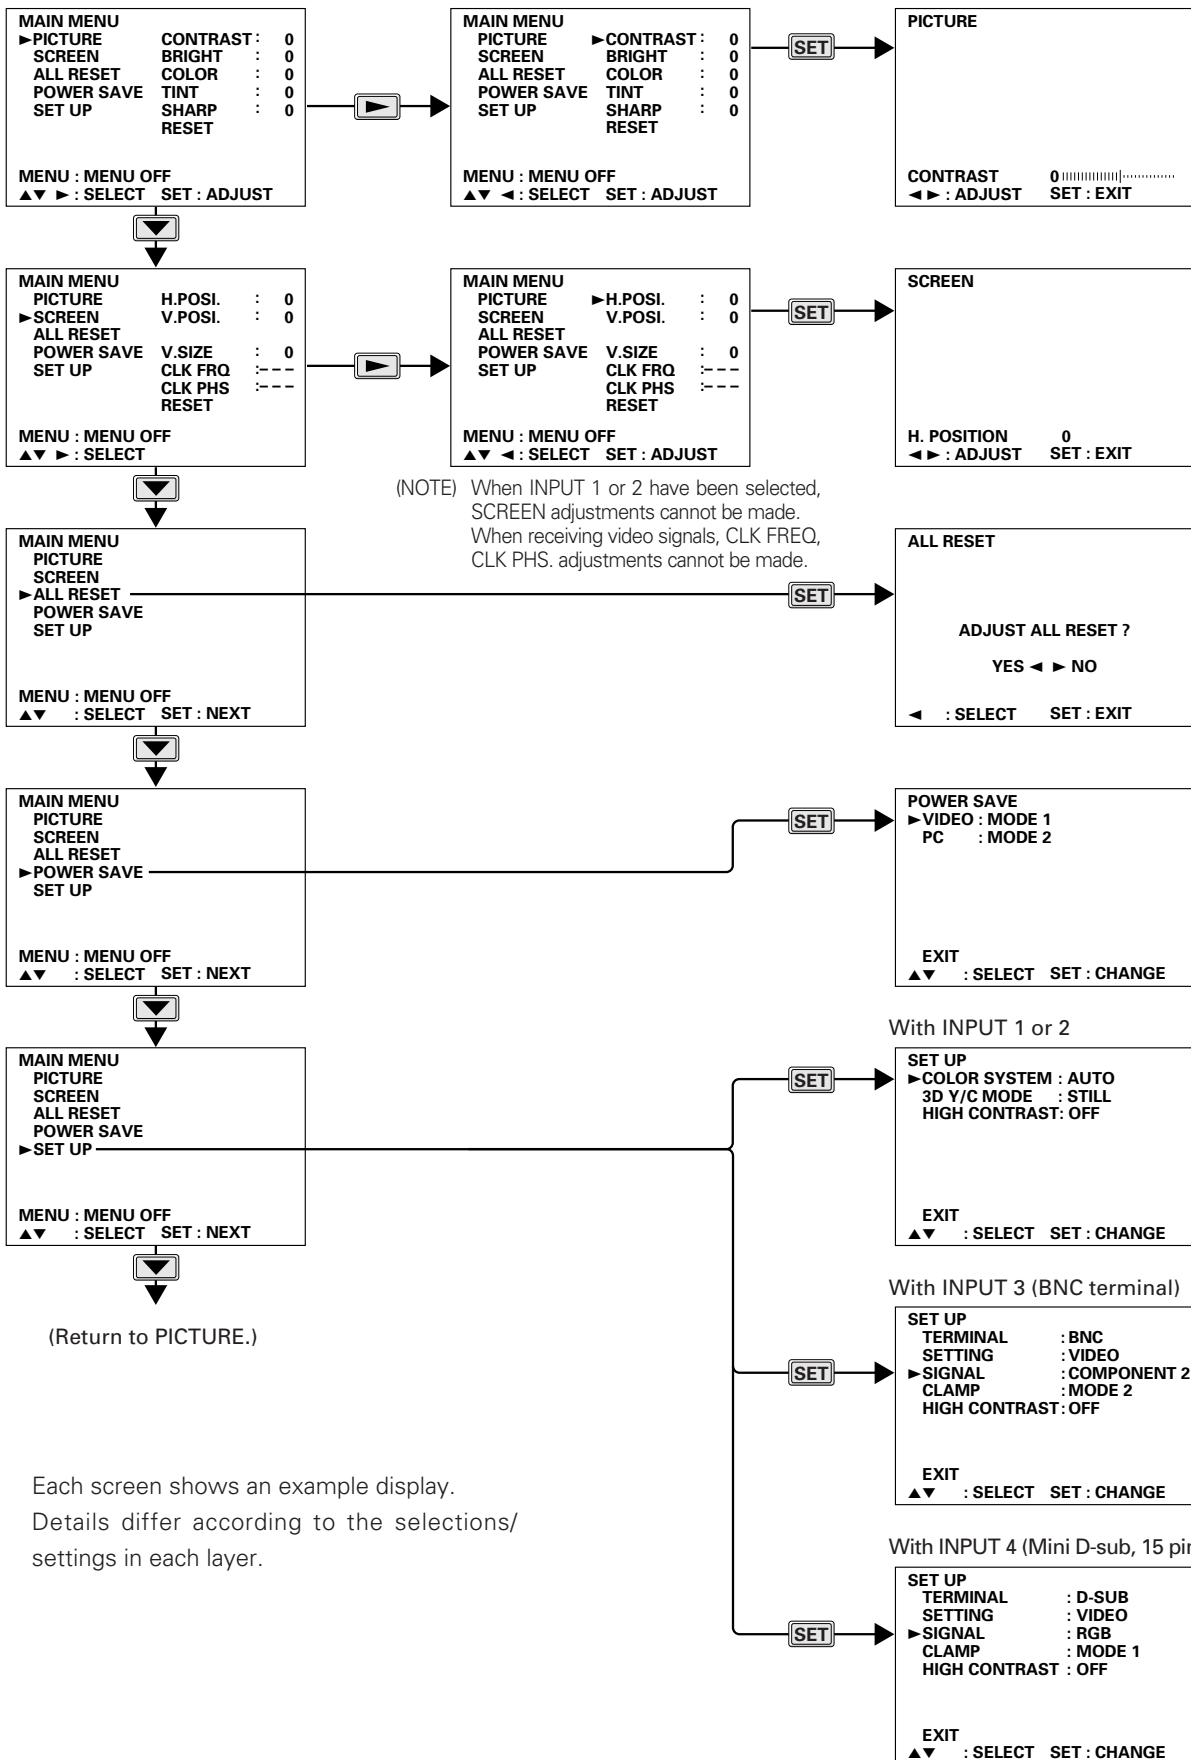 MAIN MENU
►PICTURE CONTRAST : 0
SCREEN BRIGHT : 0
ALL RESET COLOR : 0
POWER SAVE TINT : 0
SET UP SHARP : 0
RESET
MENU : MENU OFF
▲▼ ► : SELECT SET : ADJUST
►
MAIN MENU
PICTURE ►CONTRAST : 0
SCREEN BRIGHT : 0
ALL RESET COLOR : 0
POWER SAVE TINT : 0
SET UP SHARP : 0
RESET
MENU : MENU OFF
▲▼ ◄ : SELECT SET : ADJUST
SET
PICTURE
CONTRAST 0
◄ ► : ADJUST SET : EXIT
▼
MAIN MENU
PICTURE H.POSI. : 0
►SCREEN V.POSI. : 0
ALL RESET
POWER SAVE V.SIZE : 0
SET UP CLK FRQ :– – –
CLK PHS :– – –
RESET
MENU : MENU OFF
▲▼ ► : SELECT
►
MAIN MENU
PICTURE ►H.POSI. : 0
SCREEN V.POSI. : 0
ALL RESET
POWER SAVE V.SIZE : 0
SET UP CLK FRQ :– – –
CLK PHS :– – –
RESET
MENU : MENU OFF
▲▼ ◄ : SELECT SET : ADJUST
SET
SCREEN
H. POSITION 0
◄ ► : ADJUST SET : EXIT
(NOTE) When INPUT 1 or 2 have been selected,
SCREEN adjustments cannot be made.
When receiving video signals, CLK FREQ,
CLK PHS. adjustments cannot be made.
▼
MAIN MENU
PICTURE
SCREEN
►ALL RESET
POWER SAVE
SET UP
MENU : MENU OFF
▲▼ : SELECT SET : NEXT
SET
ALL RESET
ADJUST ALL RESET ?
YES ◄ ► NO
◄ : SELECT SET : EXIT
▼
MAIN MENU
PICTURE
SCREEN
ALL RESET
►POWER SAVE
SET UP
MENU : MENU OFF
▲▼ : SELECT SET : NEXT
SET
POWER SAVE
►VIDEO : MODE 1
PC : MODE 2
EXIT
▲▼ : SELECT SET : CHANGE
▼
MAIN MENU
PICTURE
SCREEN
ALL RESET
POWER SAVE
►SET UP
MENU : MENU OFF
▲▼ : SELECT SET : NEXT
▼
(Return to PICTURE.)
With INPUT 1 or 2
SET
SET UP
►COLOR SYSTEM : AUTO
3D Y/C MODE : STILL
HIGH CONTRAST: OFF
EXIT
▲▼ : SELECT SET : CHANGE
With INPUT 3 (BNC terminal)
SET
SET UP
TERMINAL : BNC
SETTING : VIDEO
►SIGNAL : COMPONENT 2
CLAMP : MODE 2
HIGH CONTRAST : OFF
EXIT
▲▼ : SELECT SET : CHANGE
Each screen shows an example display.
Details differ according to the selections/
settings in each layer.
With INPUT 4 (Mini D-sub, 15 pin
SET
SET UP
TERMINAL : D-SUB
SETTING : VIDEO
►SIGNAL : RGB
CLAMP : MODE 1
HIGH CONTRAST : OFF
EXIT
▲▼ : SELECT SET : CHANGE